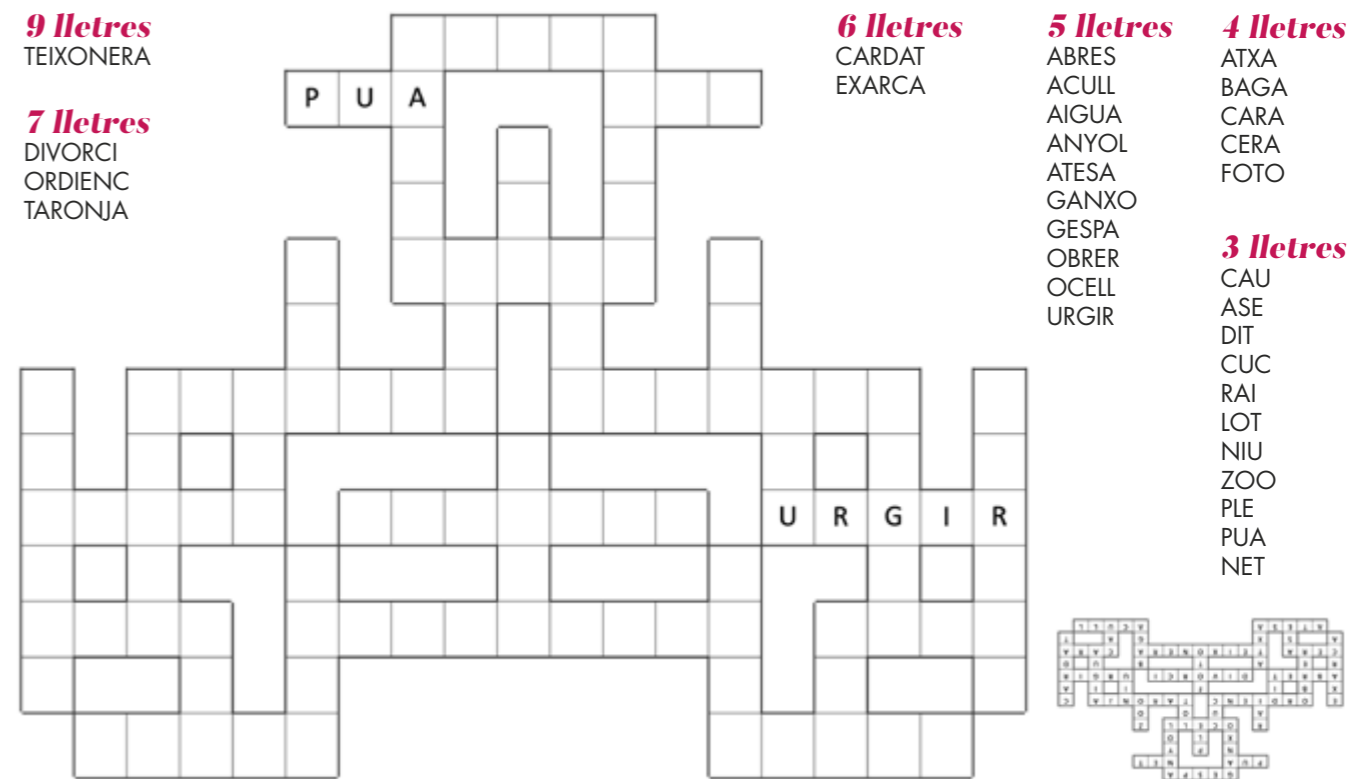 9 lletres
TEIXONERA
7 lletres
DIVORCI
ORDIENC
TARONJA
P U A
U R G I R
6 lletres
CARDAT
EXARCA
5 lletres
ABRES
ACULL
AIGUA
ANYOL
ATESA
GANXO
GESPA
OBRER
OCELL
URGIR
4 lletres
ATXA
BAGA
CARA
CERA
FOTO
3 lletres
CAU
ASE
DIT
CUC
RAI
LOT
NIU
ZOO
PLE
PUA
NET